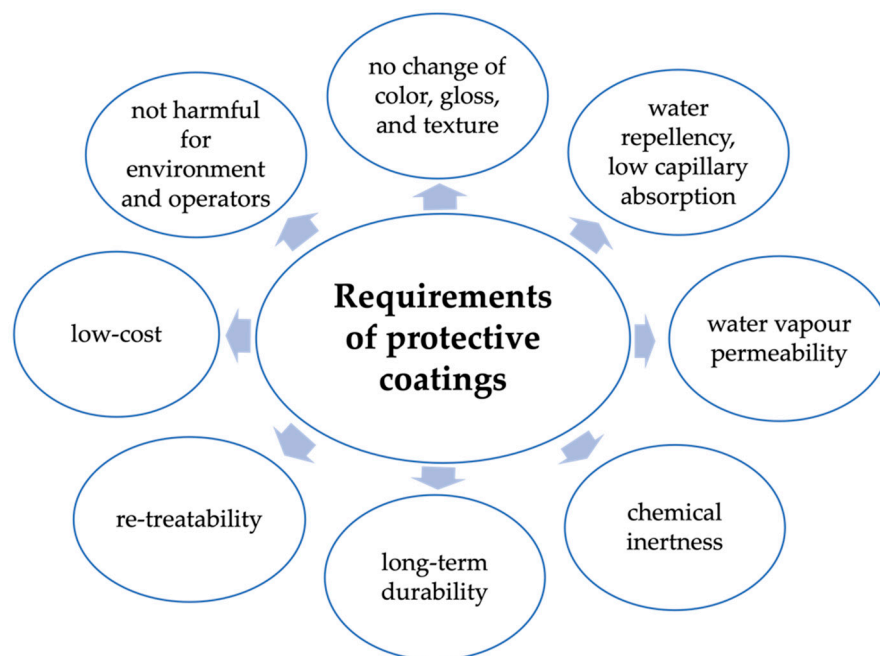 no change of
color, gloss,
and texture
water
repellency,
low capillary
absorption
water vapour
permeability
chemical
inertness
long-term
durability
re-treatability
low-cost
not harmful
for
environment
and operators
Requirements
of protective
coatings